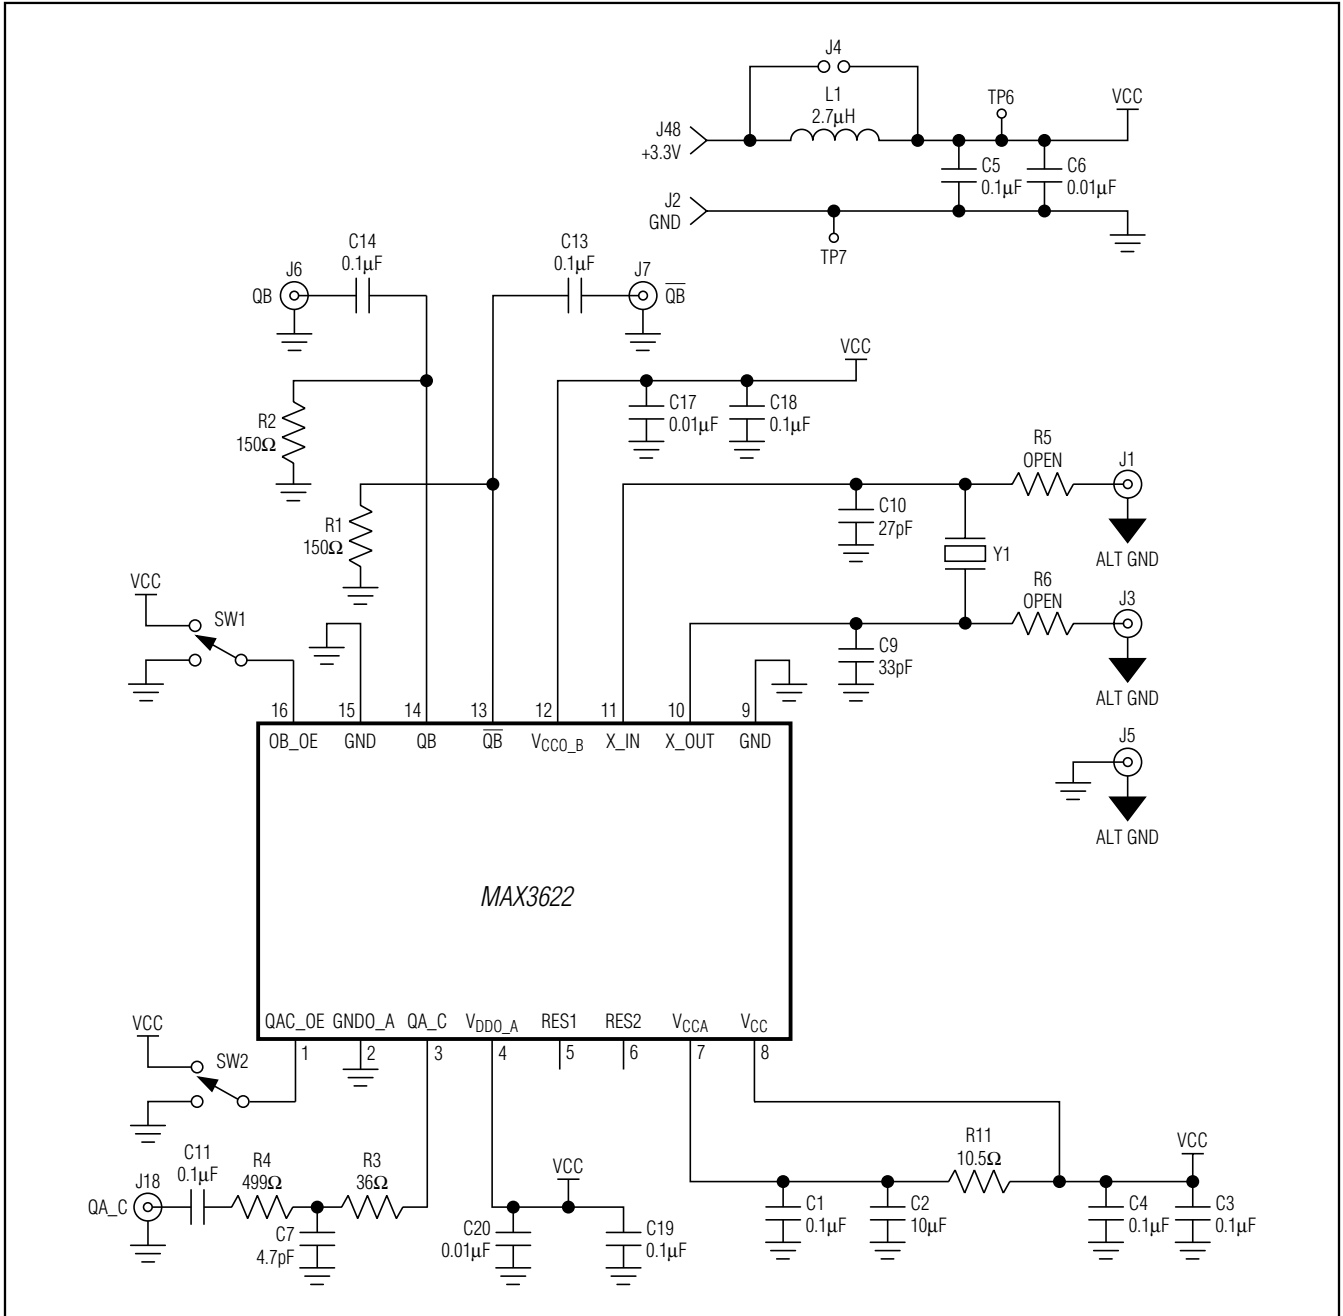 J4
L1
2.7µH
J48
+3.3V
TP6
VCC
C5
0.1µF
C6
0.01µF
J2
GND
TP7
C14
0.1µF
J6
QB
C13
0.1µF
J7
Q̅B̅
VCC
C17
0.01µF
C18
0.1µF
R2
150Ω
R5
OPEN
J1
C10
27pF
ALT GND
R1
150Ω
Y1
VCC
SW1
R6
OPEN
J3
C9
33pF
ALT GND
16 15 14 13 12 11 10 9
OB_OE GND QB Q̅B̅ VCCO_B X_IN X_OUT GND
J5
ALT GND
MAX3622
QAC_OE GNDO_A QA_C VDDO_A RES1 RES2 VCCA VCC
1 2 3 4 5 6 7 8
VCC
SW2
C11
0.1µF
R4
499Ω
R3
36Ω
J18
QA_C
C7
4.7pF
VCC
C20
0.01µF
C19
0.1µF
R11
10.5Ω
VCC
C1
0.1µF
C2
10µF
C4
0.1µF
C3
0.1µF